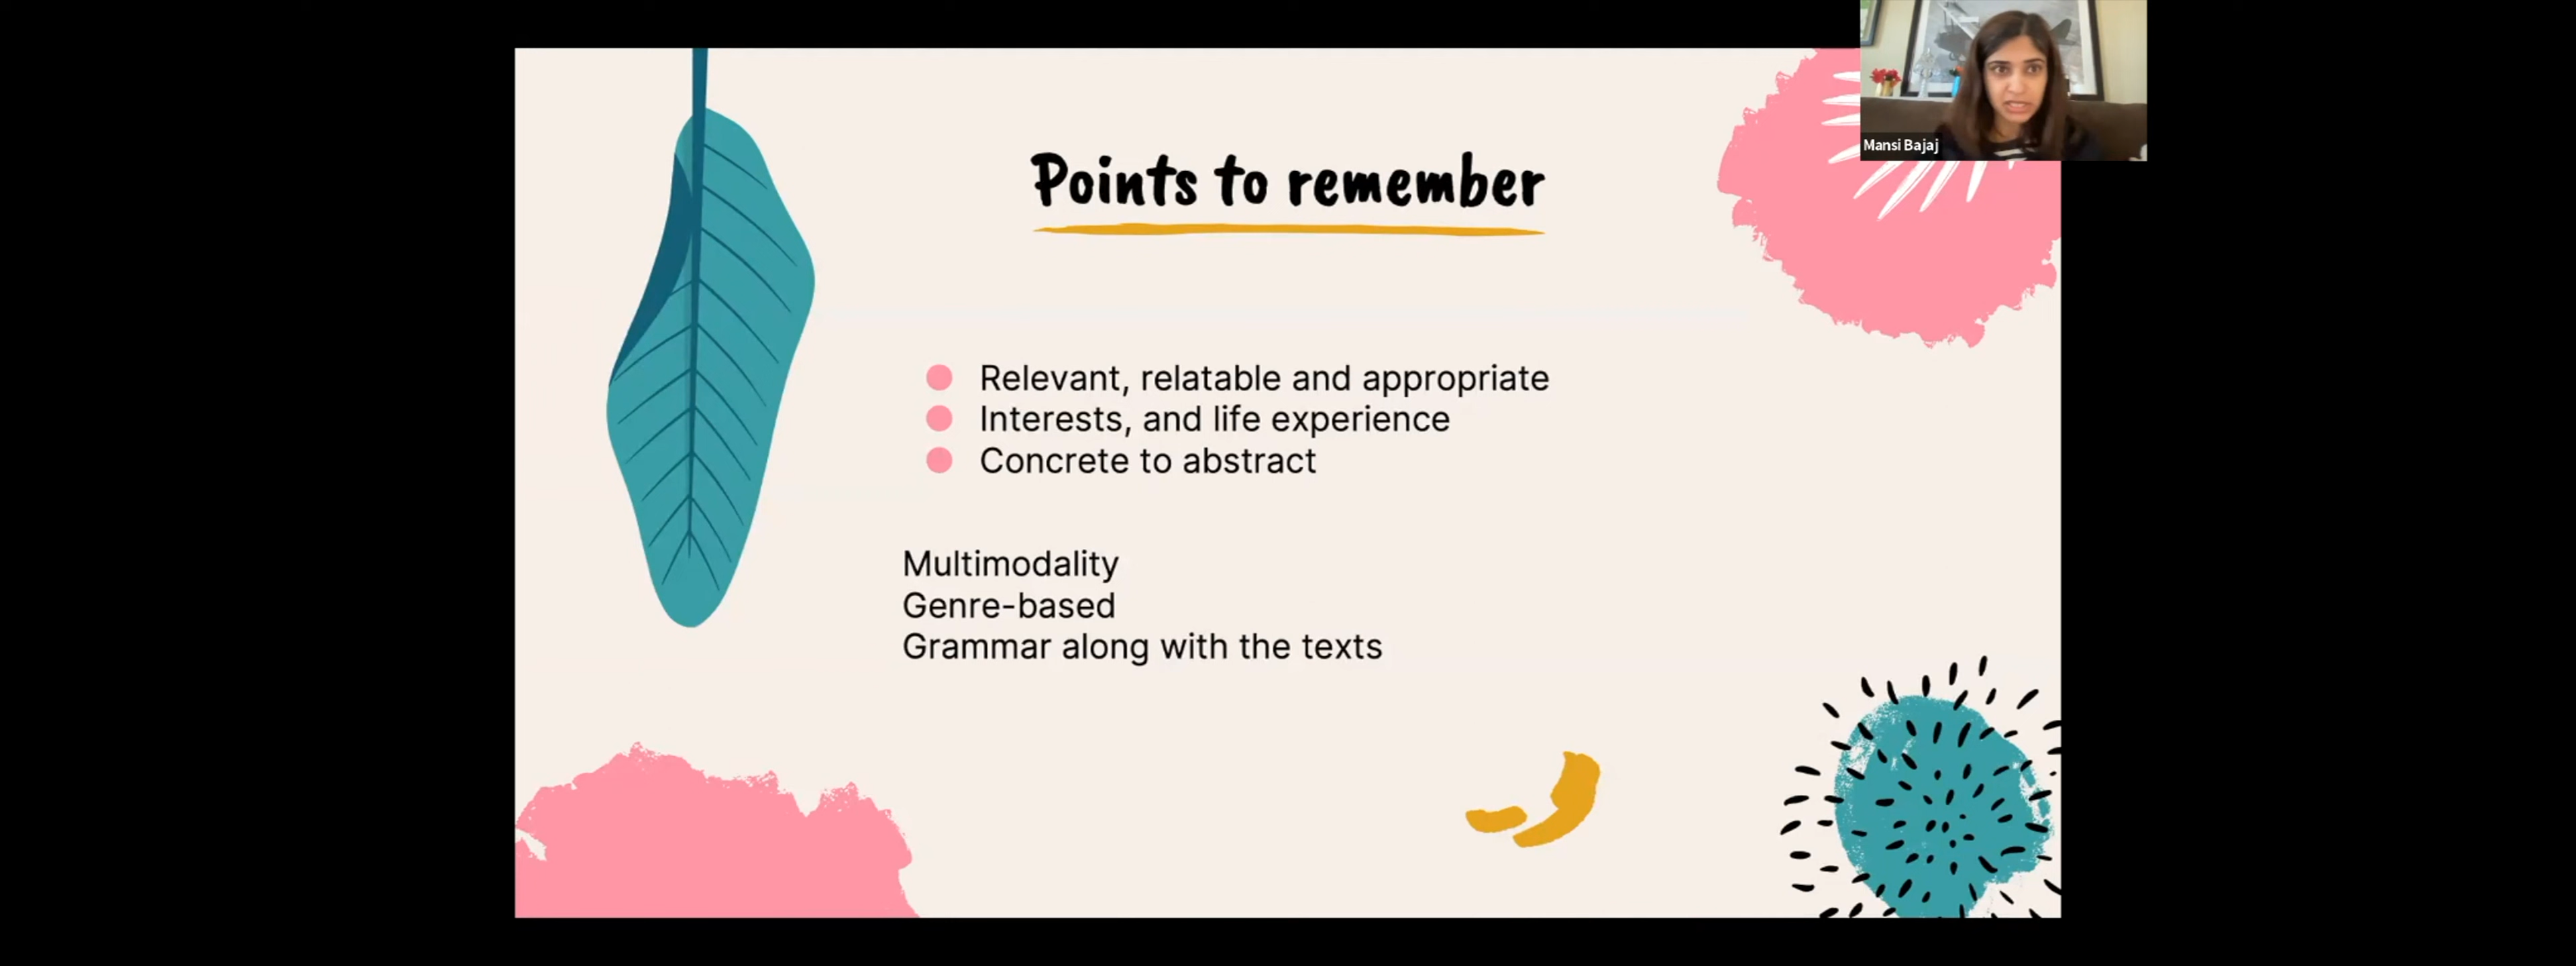 Points to remember
Mansi Bajaj
Relevant, relatable and appropriate
Interests, and life experience
Concrete to abstract
Multimodality
Genre-based
Grammar along with the texts